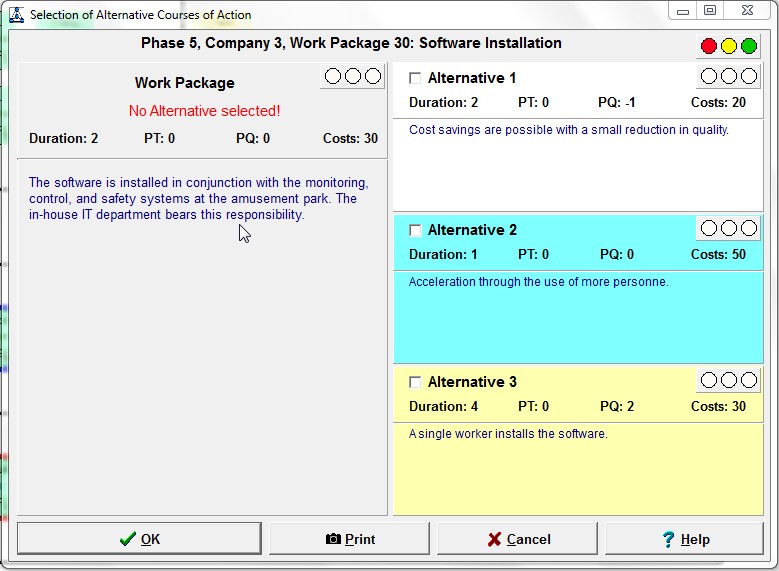 Selection of Alternative Courses of Action
Phase 5, Company 3, Work Package 30: Software Installation
Work Package
No Alternative selected!
Duration: 2 PT: 0 PQ: 0 Costs: 30
The software is installed in conjunction with the monitoring,
control, and safety systems at the amusement park. The
in-house IT department bears this responsibility.
Alternative 1
Duration: 2 PT: 0 PQ: -1 Costs: 20
Cost savings are possible with a small reduction in quality.
Alternative 2
Duration: 1 PT: 0 PQ: 0 Costs: 50
Acceleration through the use of more personne.
Alternative 3
Duration: 4 PT: 0 PQ: 2 Costs: 30
A single worker installs the software.
OK Print Cancel Help